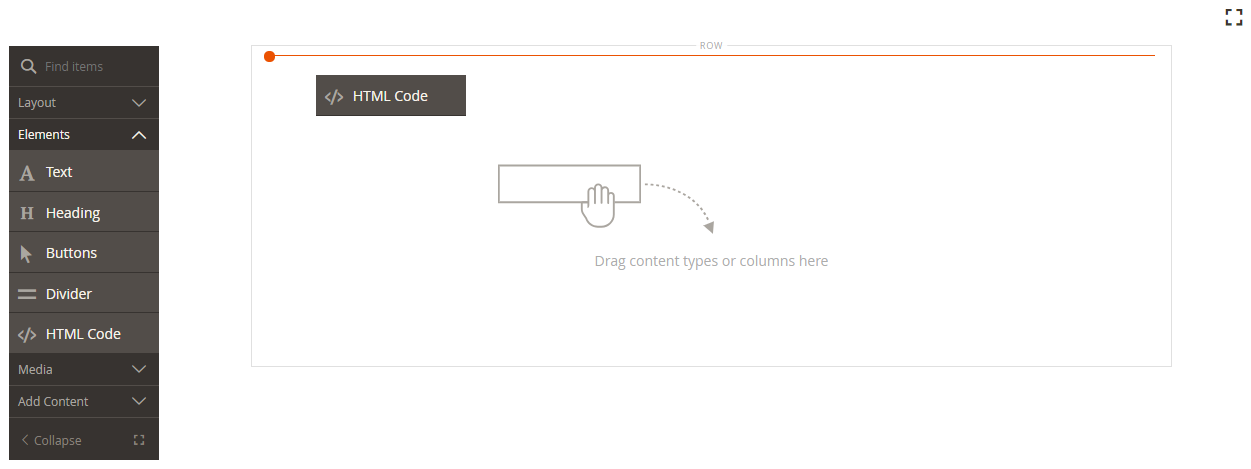 Find items
Layout
Elements
Text
Heading
Buttons
Divider
HTML Code
Media
Add Content
Collapse
ROW
HTML Code
Drag content types or columns here